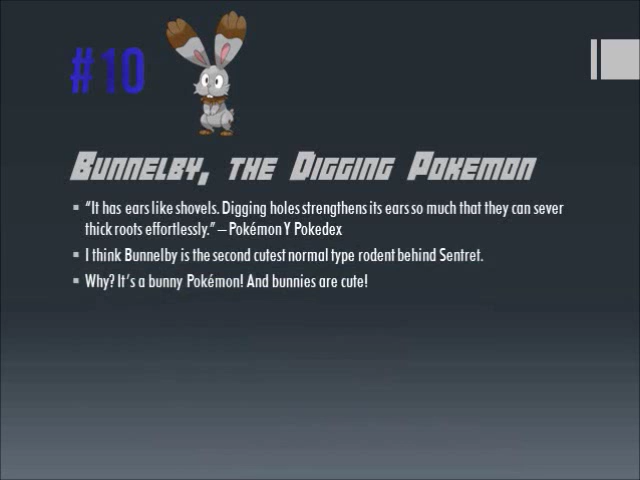 #10
Bunnelby, the Digging Pokemon
▪ “It has ears like shovels. Digging holes strengthens its ears so much that they can sever
thick roots effortlessly.” – Pokémon Y Pokedex
▪ I think Bunnelby is the second cutest normal type rodent behind Sentret.
▪ Why? It’s a bunny Pokémon! And bunnies are cute!